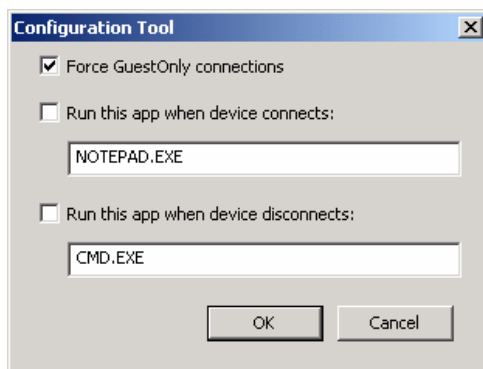 Configuration Tool
Force GuestOnly connections
Run this app when device connects:
NOTEPAD.EXE
Run this app when device disconnects:
CMD.EXE
OK Cancel